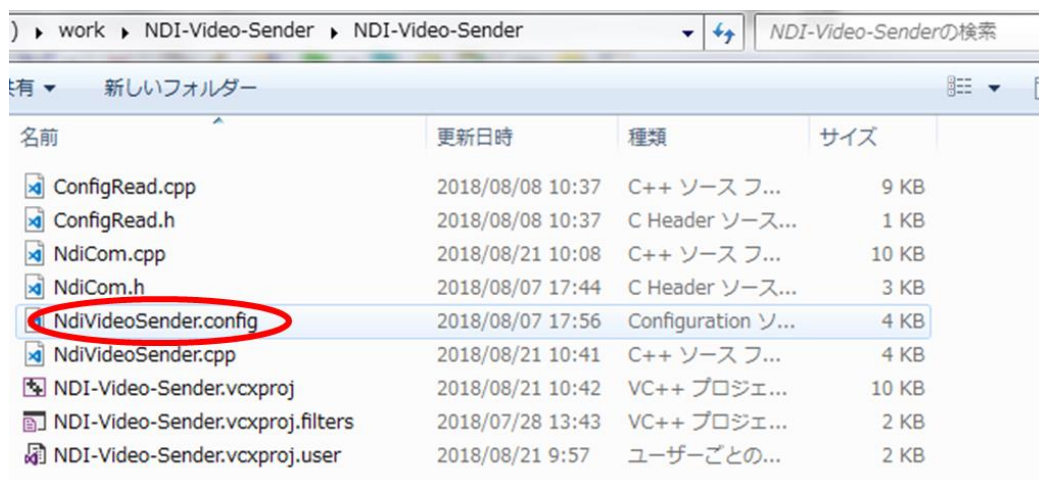 ) ▸ work ▸ NDI-Video-Sender ▸ NDI-Video-Sender NDI-Video-Senderの検索
共有 ▼ 新しいフォルダー
名前 更新日時 種類 サイズ
ConfigRead.cpp 2018/08/08 10:37 C++ ソース フ... 9 KB
ConfigRead.h 2018/08/08 10:37 C Header ソース... 1 KB
NdiCom.cpp 2018/08/21 10:08 C++ ソース フ... 10 KB
NdiCom.h 2018/08/07 17:44 C Header ソース... 3 KB
NdiVideoSender.config 2018/08/07 17:56 Configuration ソ... 4 KB
NdiVideoSender.cpp 2018/08/21 10:41 C++ ソース フ... 4 KB
NDI-Video-Sender.vcxproj 2018/08/21 10:42 VC++ プロジェ... 10 KB
NDI-Video-Sender.vcxproj.filters 2018/07/28 13:43 VC++ プロジェ... 2 KB
NDI-Video-Sender.vcxproj.user 2018/08/21 9:57 ユーザーごとの... 2 KB